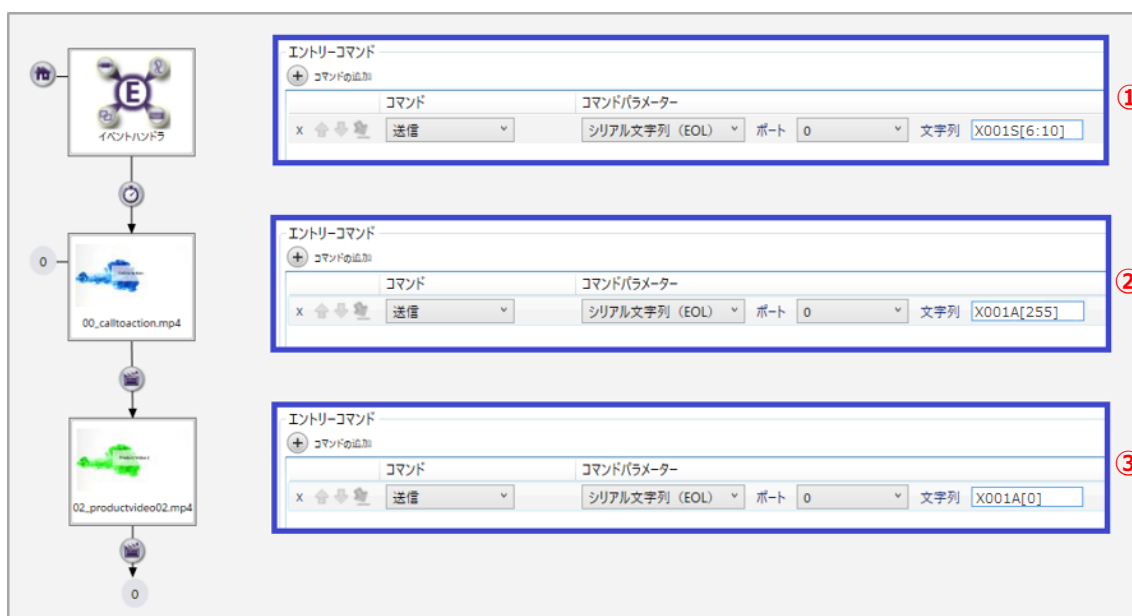 エントリーコマンド
コマンドの追加
コマンド コマンドパラメーター
x 送信 シリアル文字列 (EOL) ポート 0 文字列 X001S[6:10]
①
E
イベントハンドラ
エントリーコマンド
コマンドの追加
コマンド コマンドパラメーター
x 送信 シリアル文字列 (EOL) ポート 0 文字列 X001A[255]
②
0
00_calltoaction.mp4
エントリーコマンド
コマンドの追加
コマンド コマンドパラメーター
x 送信 シリアル文字列 (EOL) ポート 0 文字列 X001A[0]
③
02_productvideo02.mp4
0